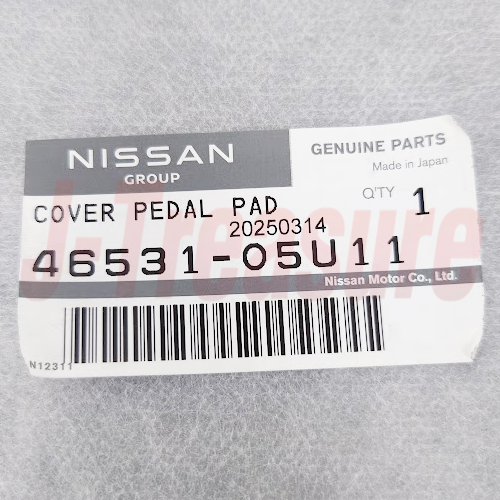 NISSAN
GROUP
GENUINE PARTS
Made in Japan
Q'TY 1
COVER PEDAL PAD
20250314
46531-05U11
Nissan Motor Co., Ltd.
N12311
J-Treasure